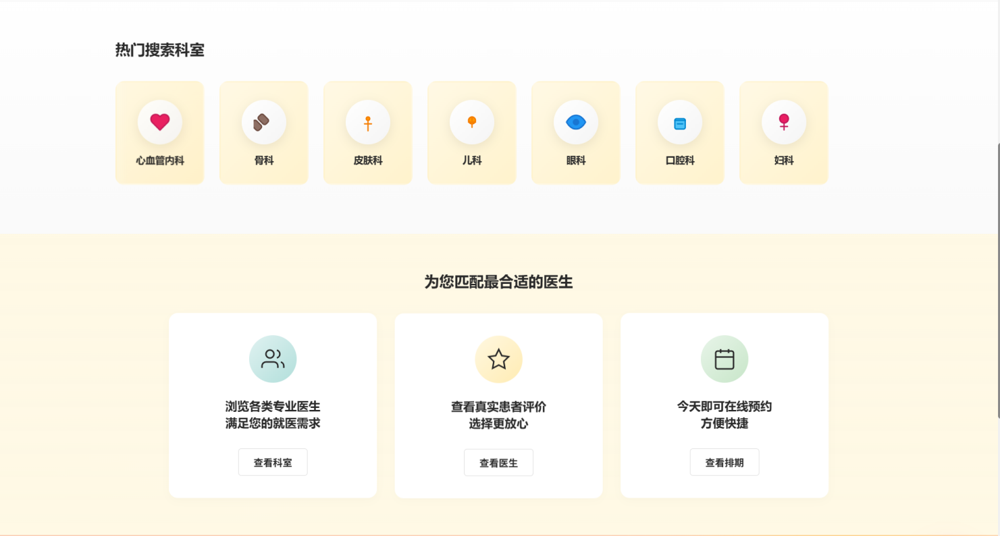 热门搜索科室
心血管内科
骨科
皮肤科
儿科
眼科
口腔科
妇科
为您匹配最合适的医生
浏览各类专业医生
满足您的就医需求
查看科室
查看真实患者评价
选择更放心
查看医生
今天即可在线预约
方便快捷
查看排期